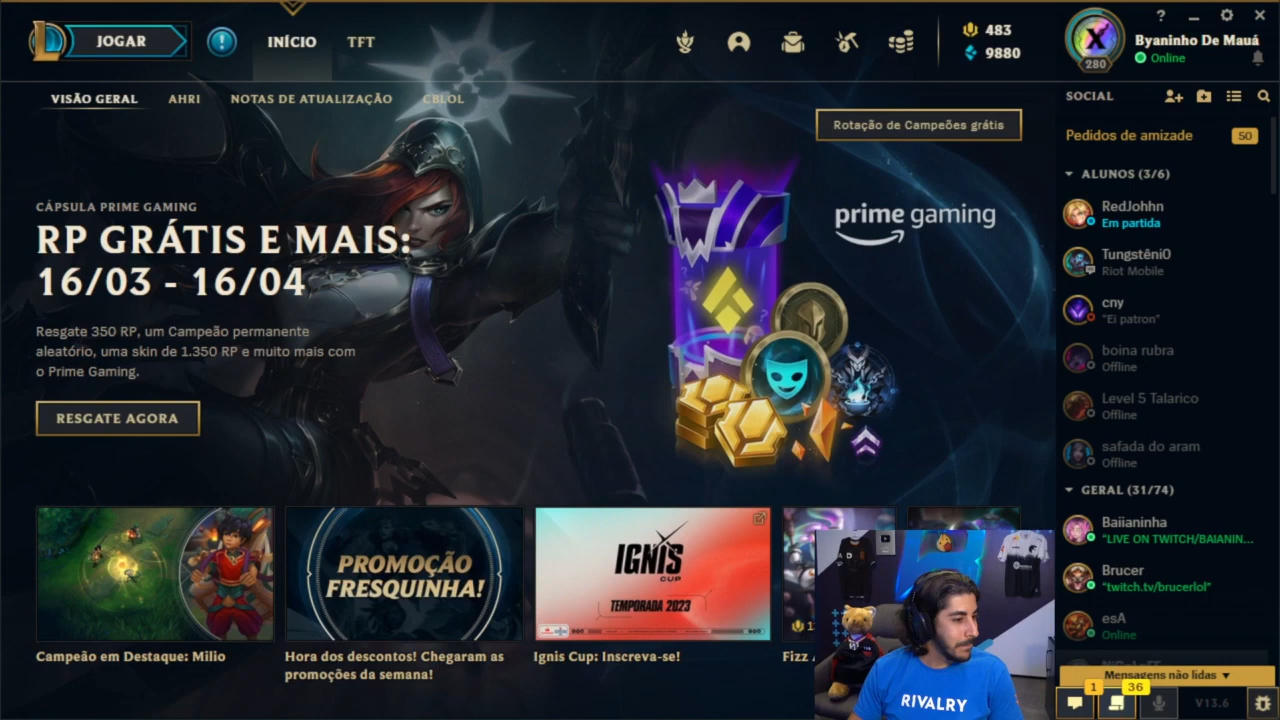 JOGAR
INÍCIO
TFT
483
9880
280
Byaninho De Mauá
Online
VISÃO GERAL
AHRI
NOTAS DE ATUALIZAÇÃO
CBLOL
Rotação de Campeões grátis
SOCIAL
Pedidos de amizade
50
CÁPSULA PRIME GAMING
RP GRÁTIS E MAIS:
16/03 - 16/04
Resgate 350 RP, um Campeão permanente
aleatório, uma skin de 1.350 RP e muito mais com
o Prime Gaming.
RESGATE AGORA
prime gaming
ALUNOS (3/6)
RedJohhn
Em partida
Tungstêni0
Riot Mobile
cny
"Ei patron"
boina rubra
Offline
Level 5 Talarico
Offline
safada do aram
Offline
GERAL (31/74)
Baiianinha
"LIVE ON TWITCH/BAIANIN...
Brucer
"twitch.tv/brucerlol"
esA
Online
Mensagens não lidas
1
36
V13.6
PROMOÇÃO
FRESQUINHA!
IGNIS
CUP
TEMPORADA 2023
Campeão em Destaque: Milio
Hora dos descontos! Chegaram as
promoções da semana!
Ignis Cup: Inscreva-se!
Fizz
RIVALRY